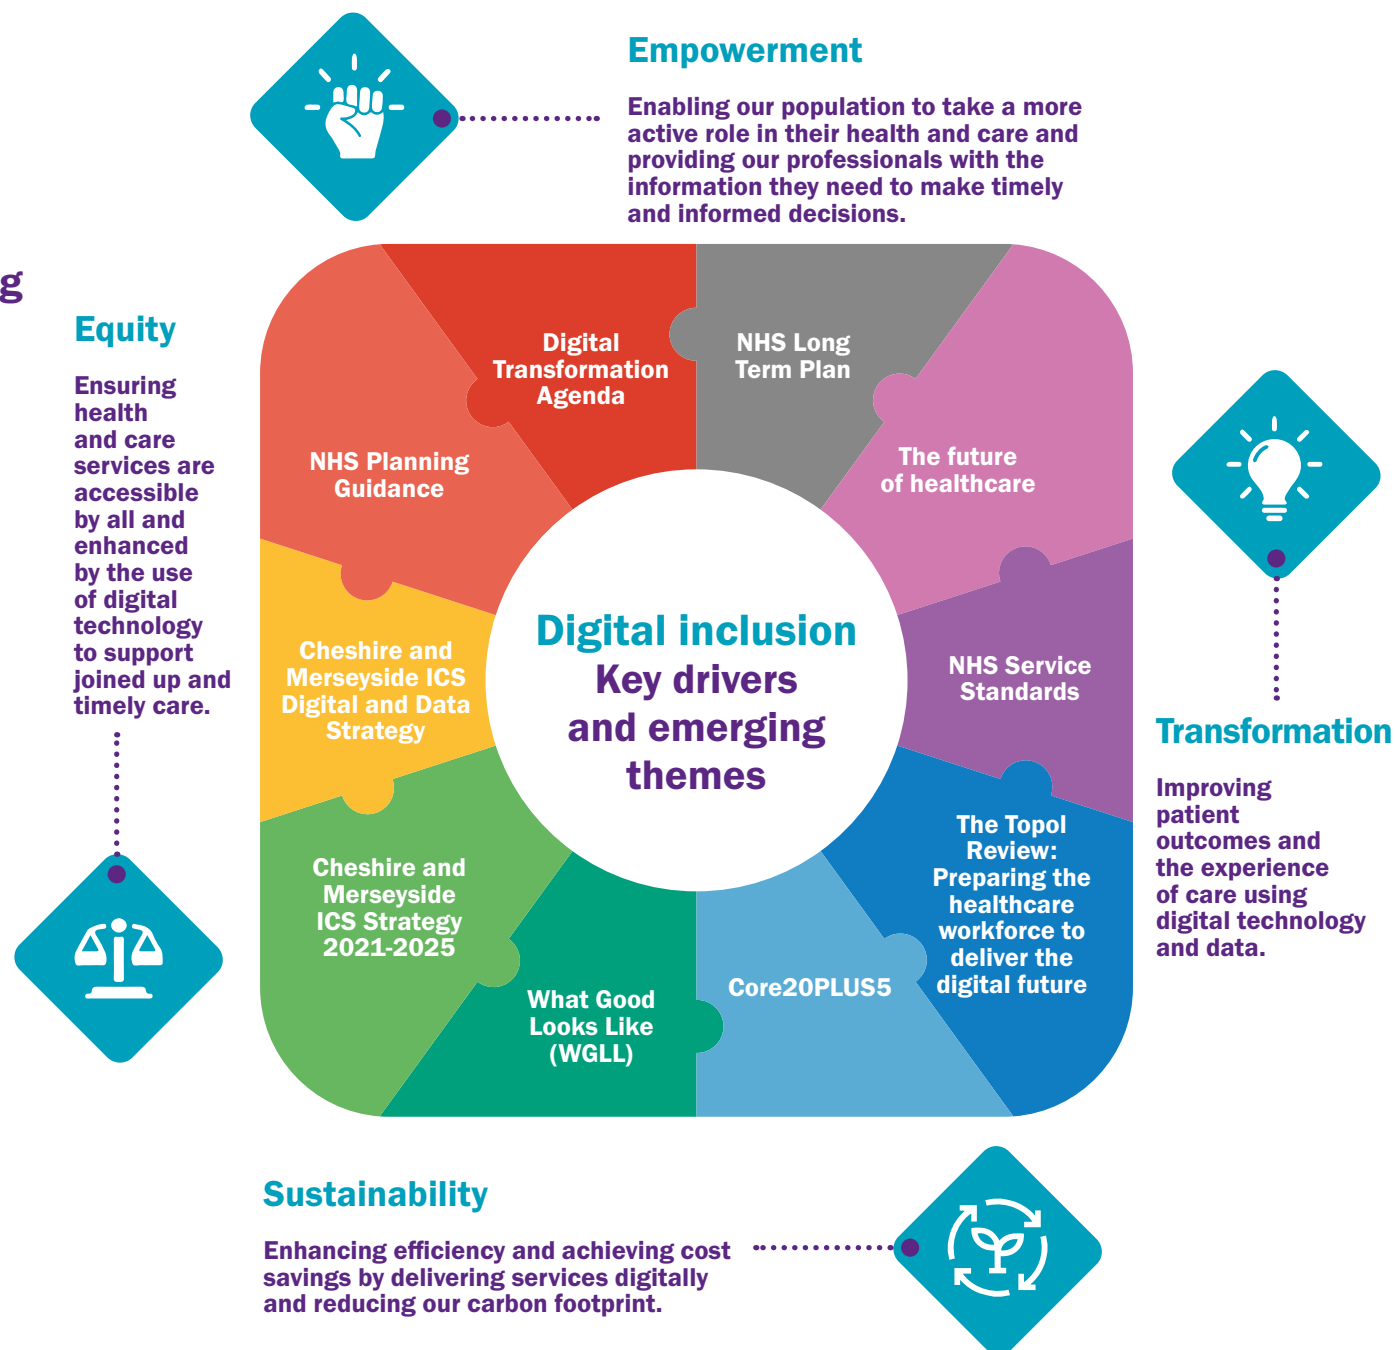 Empowerment
Enabling our population to take a more
active role in their health and care and
providing our professionals with the
information they need to make timely
and informed decisions.
g
Equity
Ensuring
health
and care
services are
accessible
by all and
enhanced
by the use
of digital
technology
to support
joined up and
timely care.
Digital
Transformation
Agenda
NHS Long
Term Plan
NHS Planning
Guidance
The future
of healthcare
Cheshire and
Merseyside ICS
Digital and Data
Strategy
Digital inclusion
Key drivers
and emerging
themes
NHS Service
Standards
Cheshire and
Merseyside
ICS Strategy
2021-2025
The Topol
Review:
Preparing the
healthcare
workforce to
deliver the
digital future
What Good
Looks Like
(WGLL)
Core20PLUS5
Transformation
Improving
patient
outcomes and
the experience
of care using
digital technology
and data.
Sustainability
Enhancing efficiency and achieving cost
savings by delivering services digitally
and reducing our carbon footprint.